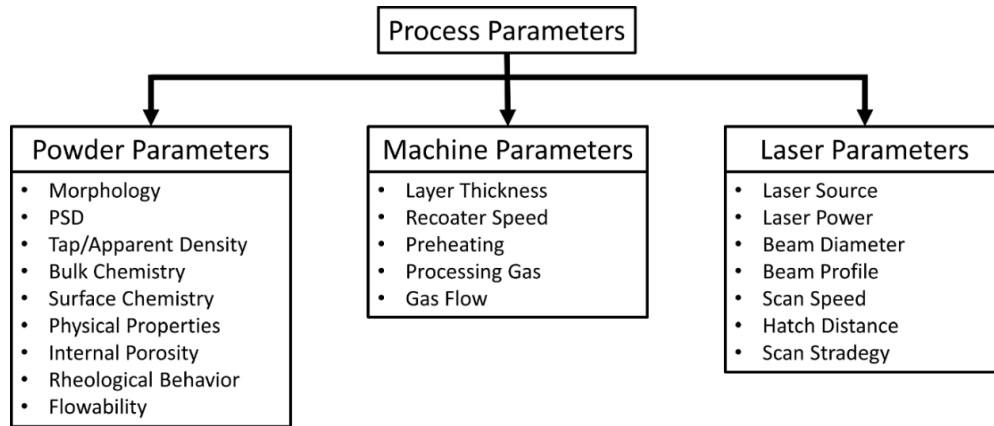 Process Parameters
Powder Parameters
• Morphology
• PSD
• Tap/Apparent Density
• Bulk Chemistry
• Surface Chemistry
• Physical Properties
• Internal Porosity
• Rheological Behavior
• Flowability
Machine Parameters
• Layer Thickness
• Recoater Speed
• Preheating
• Processing Gas
• Gas Flow
Laser Parameters
• Laser Source
• Laser Power
• Beam Diameter
• Beam Profile
• Scan Speed
• Hatch Distance
• Scan Stradegy